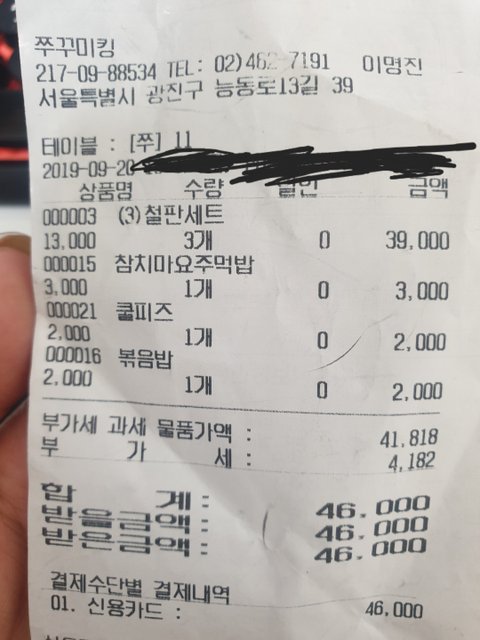 쭈꾸미킹
217-09-88534 TEL: 02)462-7191 이명진
서울특별시 광진구 능동로13길 39
테이블 : [쭈] 11
2019-09-20
상품명 수량 할인 금액
000003 (3)철판세트
13,000 3개 0 39,000
000015 참치마요주먹밥
3,000 1개 0 3,000
000021 쿨피즈
2,000 1개 0 2,000
000016 볶음밥
2,000 1개 0 2,000
부가세 과세 물품가액 : 41,818
부 가 세 : 4,182
합 계 : 46,000
받을금액 : 46,000
받은금액 : 46,000
결제수단별 결제내역
01. 신용카드 : 46,000